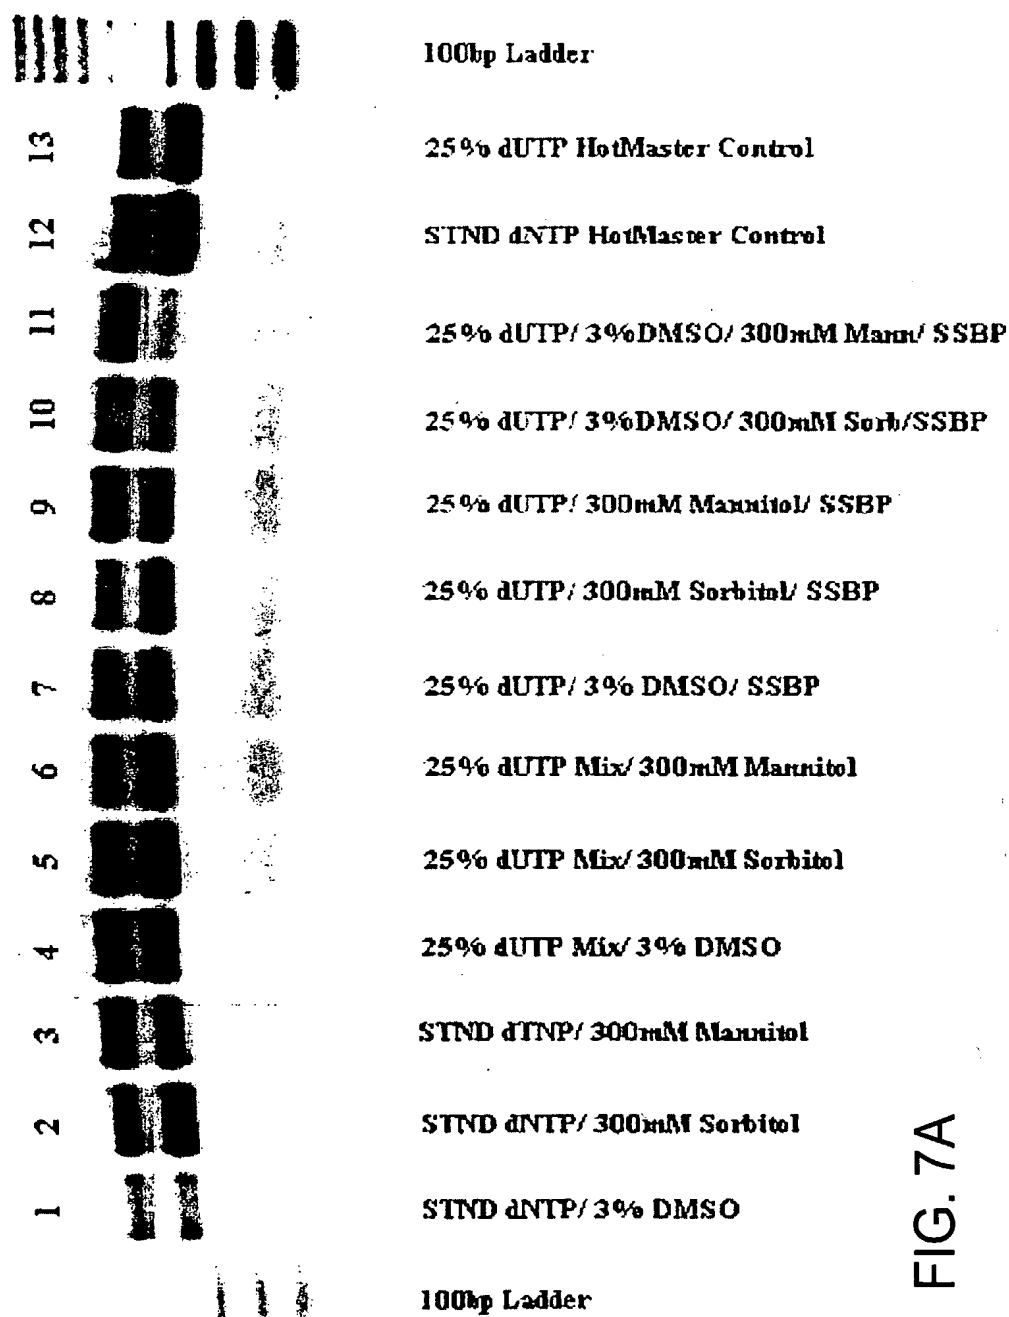 100bp Ladder
13 25% dUTP HotMaster Control
12 STND dNTP HotMaster Control
11 25% dUTP/ 3%DMSO/ 300mM Mann/ SSBP
10 25% dUTP/ 3%DMSO/ 300mM Sorb/SSBP
9 25% dUTP/ 300mM Mannitol/ SSBP
8 25% dUTP/ 300mM Sorbitol/ SSBP
7 25% dUTP/ 3% DMSO/ SSBP
6 25% dUTP Mix/ 300mM Mannitol
5 25% dUTP Mix/ 300mM Sorbitol
4 25% dUTP Mix/ 3% DMSO
3 STND dTNP/ 300mM Mannitol
2 STND dNTP/ 300mM Sorbitol
1 STND dNTP/ 3% DMSO
100bp Ladder
FIG. 7A